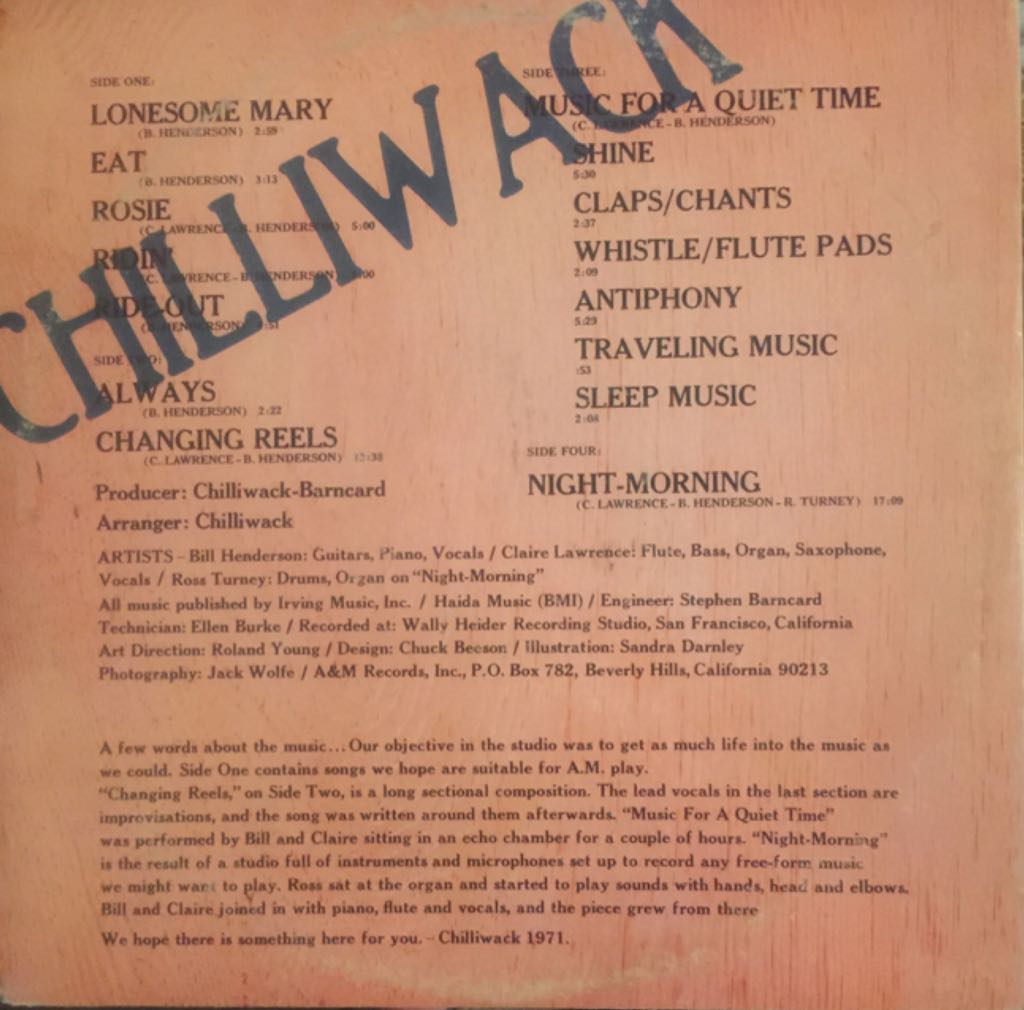 CHILLIWACK
SIDE ONE:
LONESOME MARY
(B. HENDERSON) 2:59
EAT
(B. HENDERSON) 3:13
ROSIE
(C. LAWRENCE - B. HENDERSON) 5:00
RIDIN'
(C. LAWRENCE - B. HENDERSON) :00
RIDE-OUT
(B. HENDERSON) :51
SIDE TWO:
ALWAYS
(B. HENDERSON) 2:22
CHANGING REELS
(C. LAWRENCE - B. HENDERSON)
SIDE THREE:
MUSIC FOR A QUIET TIME
(C. LAWRENCE - B. HENDERSON)
SHINE
5:30
CLAPS/CHANTS
2:37
WHISTLE/FLUTE PADS
2:09
ANTIPHONY
5:29
TRAVELING MUSIC
:53
SLEEP MUSIC
2:08
SIDE FOUR:
NIGHT-MORNING
(C. LAWRENCE - B. HENDERSON - R. TURNEY) 17:09
Producer: Chilliwack-Barncard
Arranger: Chilliwack
ARTISTS – Bill Henderson: Guitars, Piano, Vocals / Claire Lawrence: Flute, Bass, Organ, Saxophone,
Vocals / Ross Turney: Drums, Organ on "Night-Morning"
All music published by Irving Music, Inc. / Haida Music (BMI) / Engineer: Stephen Barncard
Technician: Ellen Burke / Recorded at: Wally Heider Recording Studio, San Francisco, California
Art Direction: Roland Young / Design: Chuck Beeson / Illustration: Sandra Darnley
Photography: Jack Wolfe / A&M Records, Inc., P.O. Box 782, Beverly Hills, California 90213
A few words about the music... Our objective in the studio was to get as much life into the music as
we could. Side One contains songs we hope are suitable for A.M. play.
"Changing Reels," on Side Two, is a long sectional composition. The lead vocals in the last section are
improvisations, and the song was written around them afterwards. "Music For A Quiet Time"
was performed by Bill and Claire sitting in an echo chamber for a couple of hours. "Night-Morning"
is the result of a studio full of instruments and microphones set up to record any free-form music
we might want to play. Ross sat at the organ and started to play sounds with hands, head and elbows.
Bill and Claire joined in with piano, flute and vocals, and the piece grew from there
We hope there is something here for you. – Chilliwack 1971.